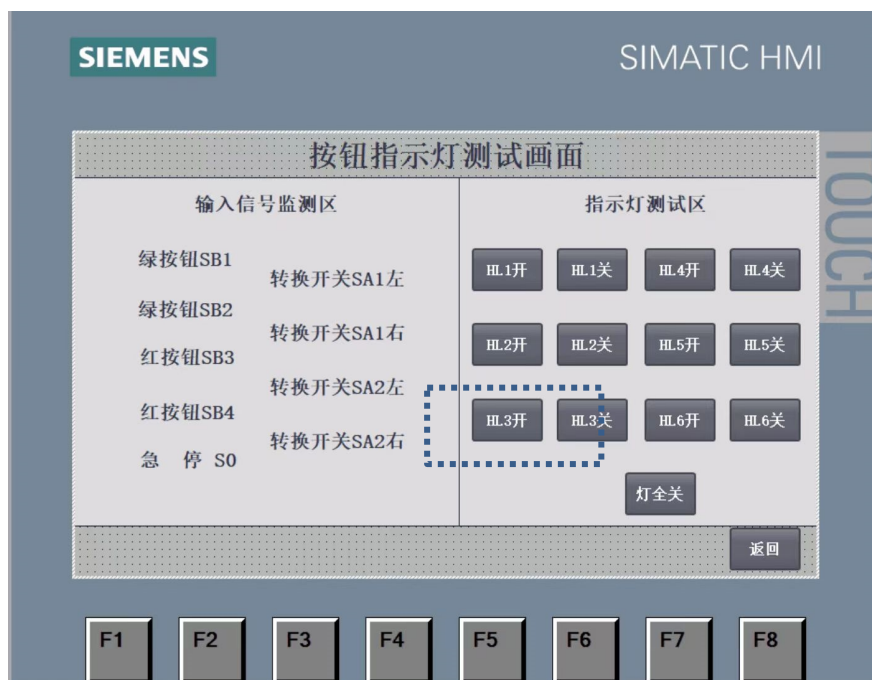 SIEMENS
SIMATIC HMI
TOUCH
按钮指示灯测试画面
输入信号监测区
绿按钮SB1
绿按钮SB2
红按钮SB3
红按钮SB4
急 停 S0
转换开关SA1左
转换开关SA1右
转换开关SA2左
转换开关SA2右
指示灯测试区
HL1开 HL1关 HL4开 HL4关
HL2开 HL2关 HL5开 HL5关
HL3开 HL3关 HL6开 HL6关
灯全关
返回
F1 F2 F3 F4 F5 F6 F7 F8